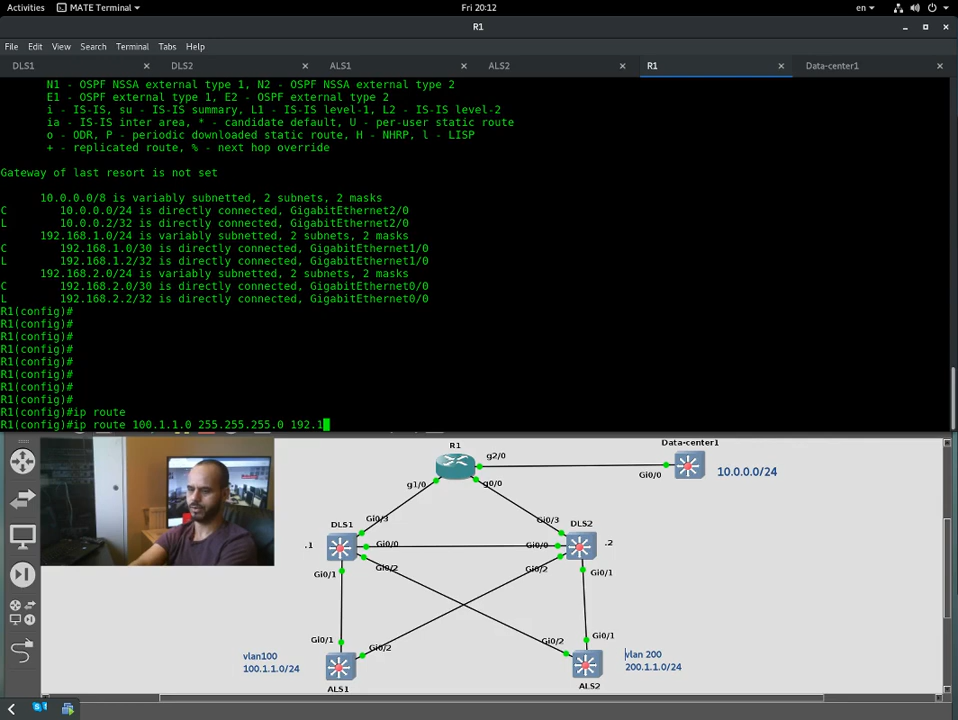 Activities MATE Terminal Fri 20:12 en
R1
File Edit View Search Terminal Tabs Help
DLS1 × DLS2 × ALS1 × ALS2 × R1 × Data-center1 ×
N1 - OSPF NSSA external type 1, N2 - OSPF NSSA external type 2
E1 - OSPF external type 1, E2 - OSPF external type 2
i - IS-IS, su - IS-IS summary, L1 - IS-IS level-1, L2 - IS-IS level-2
ia - IS-IS inter area, * - candidate default, U - per-user static route
o - ODR, P - periodic downloaded static route, H - NHRP, l - LISP
+ - replicated route, % - next hop override
Gateway of last resort is not set
10.0.0.0/8 is variably subnetted, 2 subnets, 2 masks
C 10.0.0.0/24 is directly connected, GigabitEthernet2/0
L 10.0.0.2/32 is directly connected, GigabitEthernet2/0
192.168.1.0/24 is variably subnetted, 2 subnets, 2 masks
C 192.168.1.0/30 is directly connected, GigabitEthernet1/0
L 192.168.1.2/32 is directly connected, GigabitEthernet1/0
192.168.2.0/24 is variably subnetted, 2 subnets, 2 masks
C 192.168.2.0/30 is directly connected, GigabitEthernet0/0
L 192.168.2.2/32 is directly connected, GigabitEthernet0/0
R1(config)#
R1(config)#
R1(config)#
R1(config)#
R1(config)#
R1(config)#
R1(config)#
R1(config)#
R1(config)#ip route
R1(config)#ip route 100.1.1.0 255.255.255.0 192.1
R1
g2/0
Data-center1
Gi0/0
10.0.0.0/24
g1/0
g0/0
DLS1
Gi0/3
Gi0/3
DLS2
.1
Gi0/0
Gi0/0
.2
Gi0/1
Gi0/2
Gi0/2
Gi0/1
Gi0/1
Gi0/2
Gi0/2
Gi0/1
vlan100
100.1.1.0/24
vlan 200
200.1.1.0/24
ALS1
ALS2